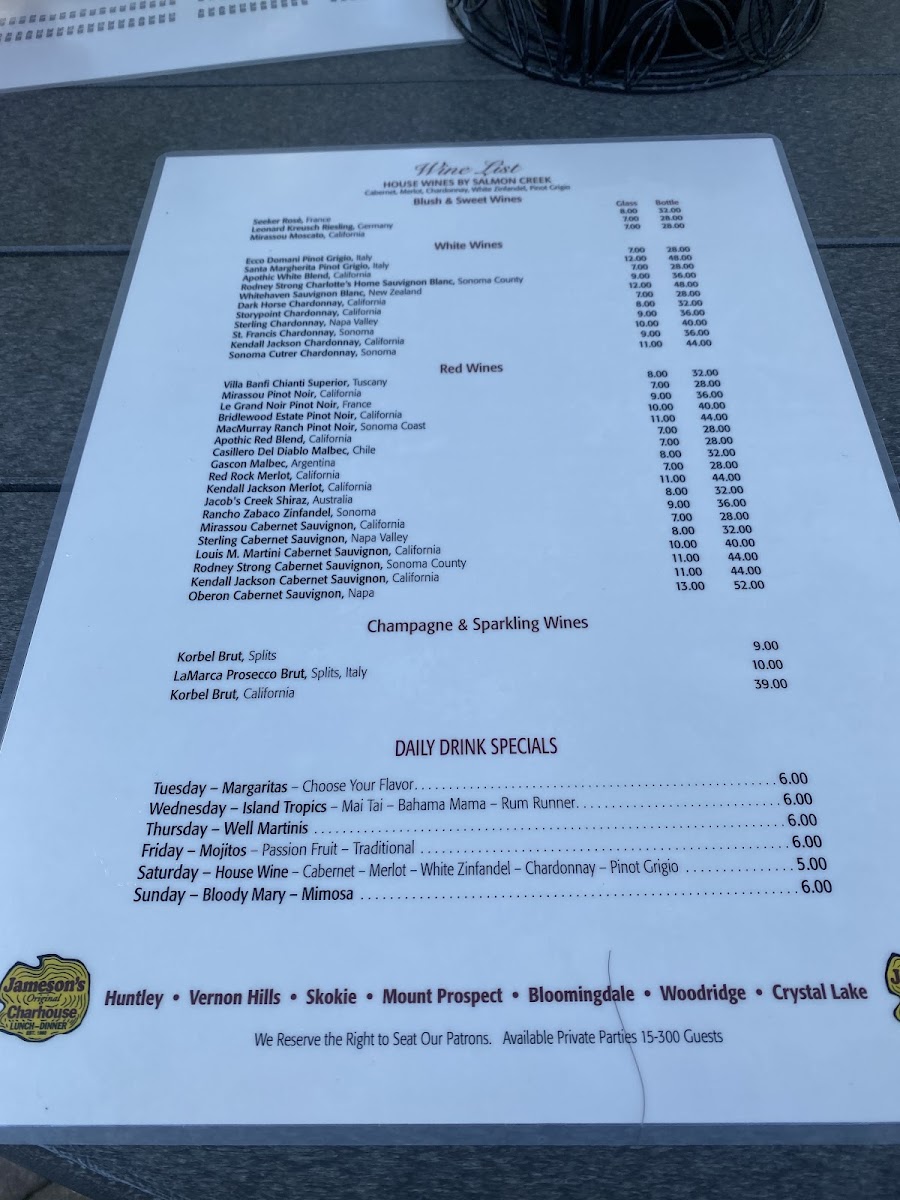 Wine List
HOUSE WINES BY SALMON CREEK
Cabernet, Merlot, Chardonnay, White Zinfandel, Pinot Grigio
Blush & Sweet Wines
Glass Bottle
Seeker Rosé, France 8.00 32.00
Leonard Kreusch Riesling, Germany 7.00 28.00
Mirassou Moscato, California 7.00 28.00
White Wines
Ecco Domani Pinot Grigio, Italy 7.00 28.00
Santa Margherita Pinot Grigio, Italy 12.00 48.00
Apothic White Blend, California 7.00 28.00
Rodney Strong Charlotte's Home Sauvignon Blanc, Sonoma County 9.00 36.00
Whitehaven Sauvignon Blanc, New Zealand 12.00 48.00
Dark Horse Chardonnay, California 7.00 28.00
Storypoint Chardonnay, California 8.00 32.00
Sterling Chardonnay, Napa Valley 9.00 36.00
St. Francis Chardonnay, Sonoma 10.00 40.00
Kendall Jackson Chardonnay, California 9.00 36.00
Sonoma Cutrer Chardonnay, Sonoma 11.00 44.00
Red Wines
Villa Banfi Chianti Superior, Tuscany 8.00 32.00
Mirassou Pinot Noir, California 7.00 28.00
Le Grand Noir Pinot Noir, France 9.00 36.00
Bridlewood Estate Pinot Noir, California 10.00 40.00
MacMurray Ranch Pinot Noir, Sonoma Coast 11.00 44.00
Apothic Red Blend, California 7.00 28.00
Casillero Del Diablo Malbec, Chile 7.00 28.00
Gascon Malbec, Argentina 8.00 32.00
Red Rock Merlot, California 7.00 28.00
Kendall Jackson Merlot, California 11.00 44.00
Jacob's Creek Shiraz, Australia 8.00 32.00
Rancho Zabaco Zinfandel, Sonoma 9.00 36.00
Mirassou Cabernet Sauvignon, California 7.00 28.00
Sterling Cabernet Sauvignon, Napa Valley 8.00 32.00
Louis M. Martini Cabernet Sauvignon, California 10.00 40.00
Rodney Strong Cabernet Sauvignon, Sonoma County 11.00 44.00
Kendall Jackson Cabernet Sauvignon, California 11.00 44.00
Oberon Cabernet Sauvignon, Napa 13.00 52.00
Champagne & Sparkling Wines
Korbel Brut, Splits 9.00
LaMarca Prosecco Brut, Splits, Italy 10.00
Korbel Brut, California 39.00
DAILY DRINK SPECIALS
Tuesday – Margaritas – Choose Your Flavor 6.00
Wednesday – Island Tropics – Mai Tai – Bahama Mama – Rum Runner 6.00
Thursday – Well Martinis 6.00
Friday – Mojitos – Passion Fruit – Traditional 6.00
Saturday – House Wine – Cabernet – Merlot – White Zinfandel – Chardonnay – Pinot Grigio 5.00
Sunday – Bloody Mary – Mimosa 6.00
Jameson's
Original
Charhouse
LUNCH–DINNER
Huntley • Vernon Hills • Skokie • Mount Prospect • Bloomingdale • Woodridge • Crystal Lake
We Reserve the Right to Seat Our Patrons. Available Private Parties 15-300 Guests